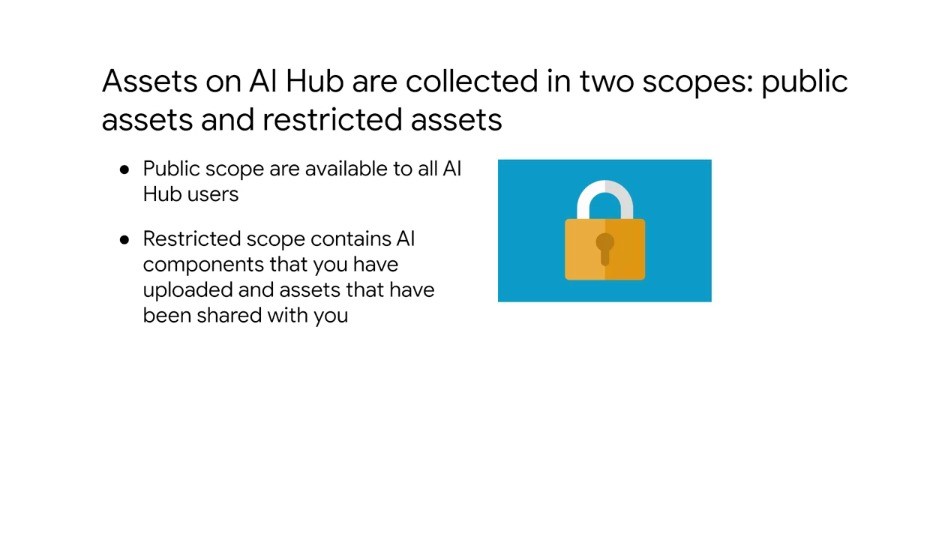 Assets on AI Hub are collected in two scopes: public
assets and restricted assets
● Public scope are available to all AI
Hub users
● Restricted scope contains AI
components that you have
uploaded and assets that have
been shared with you